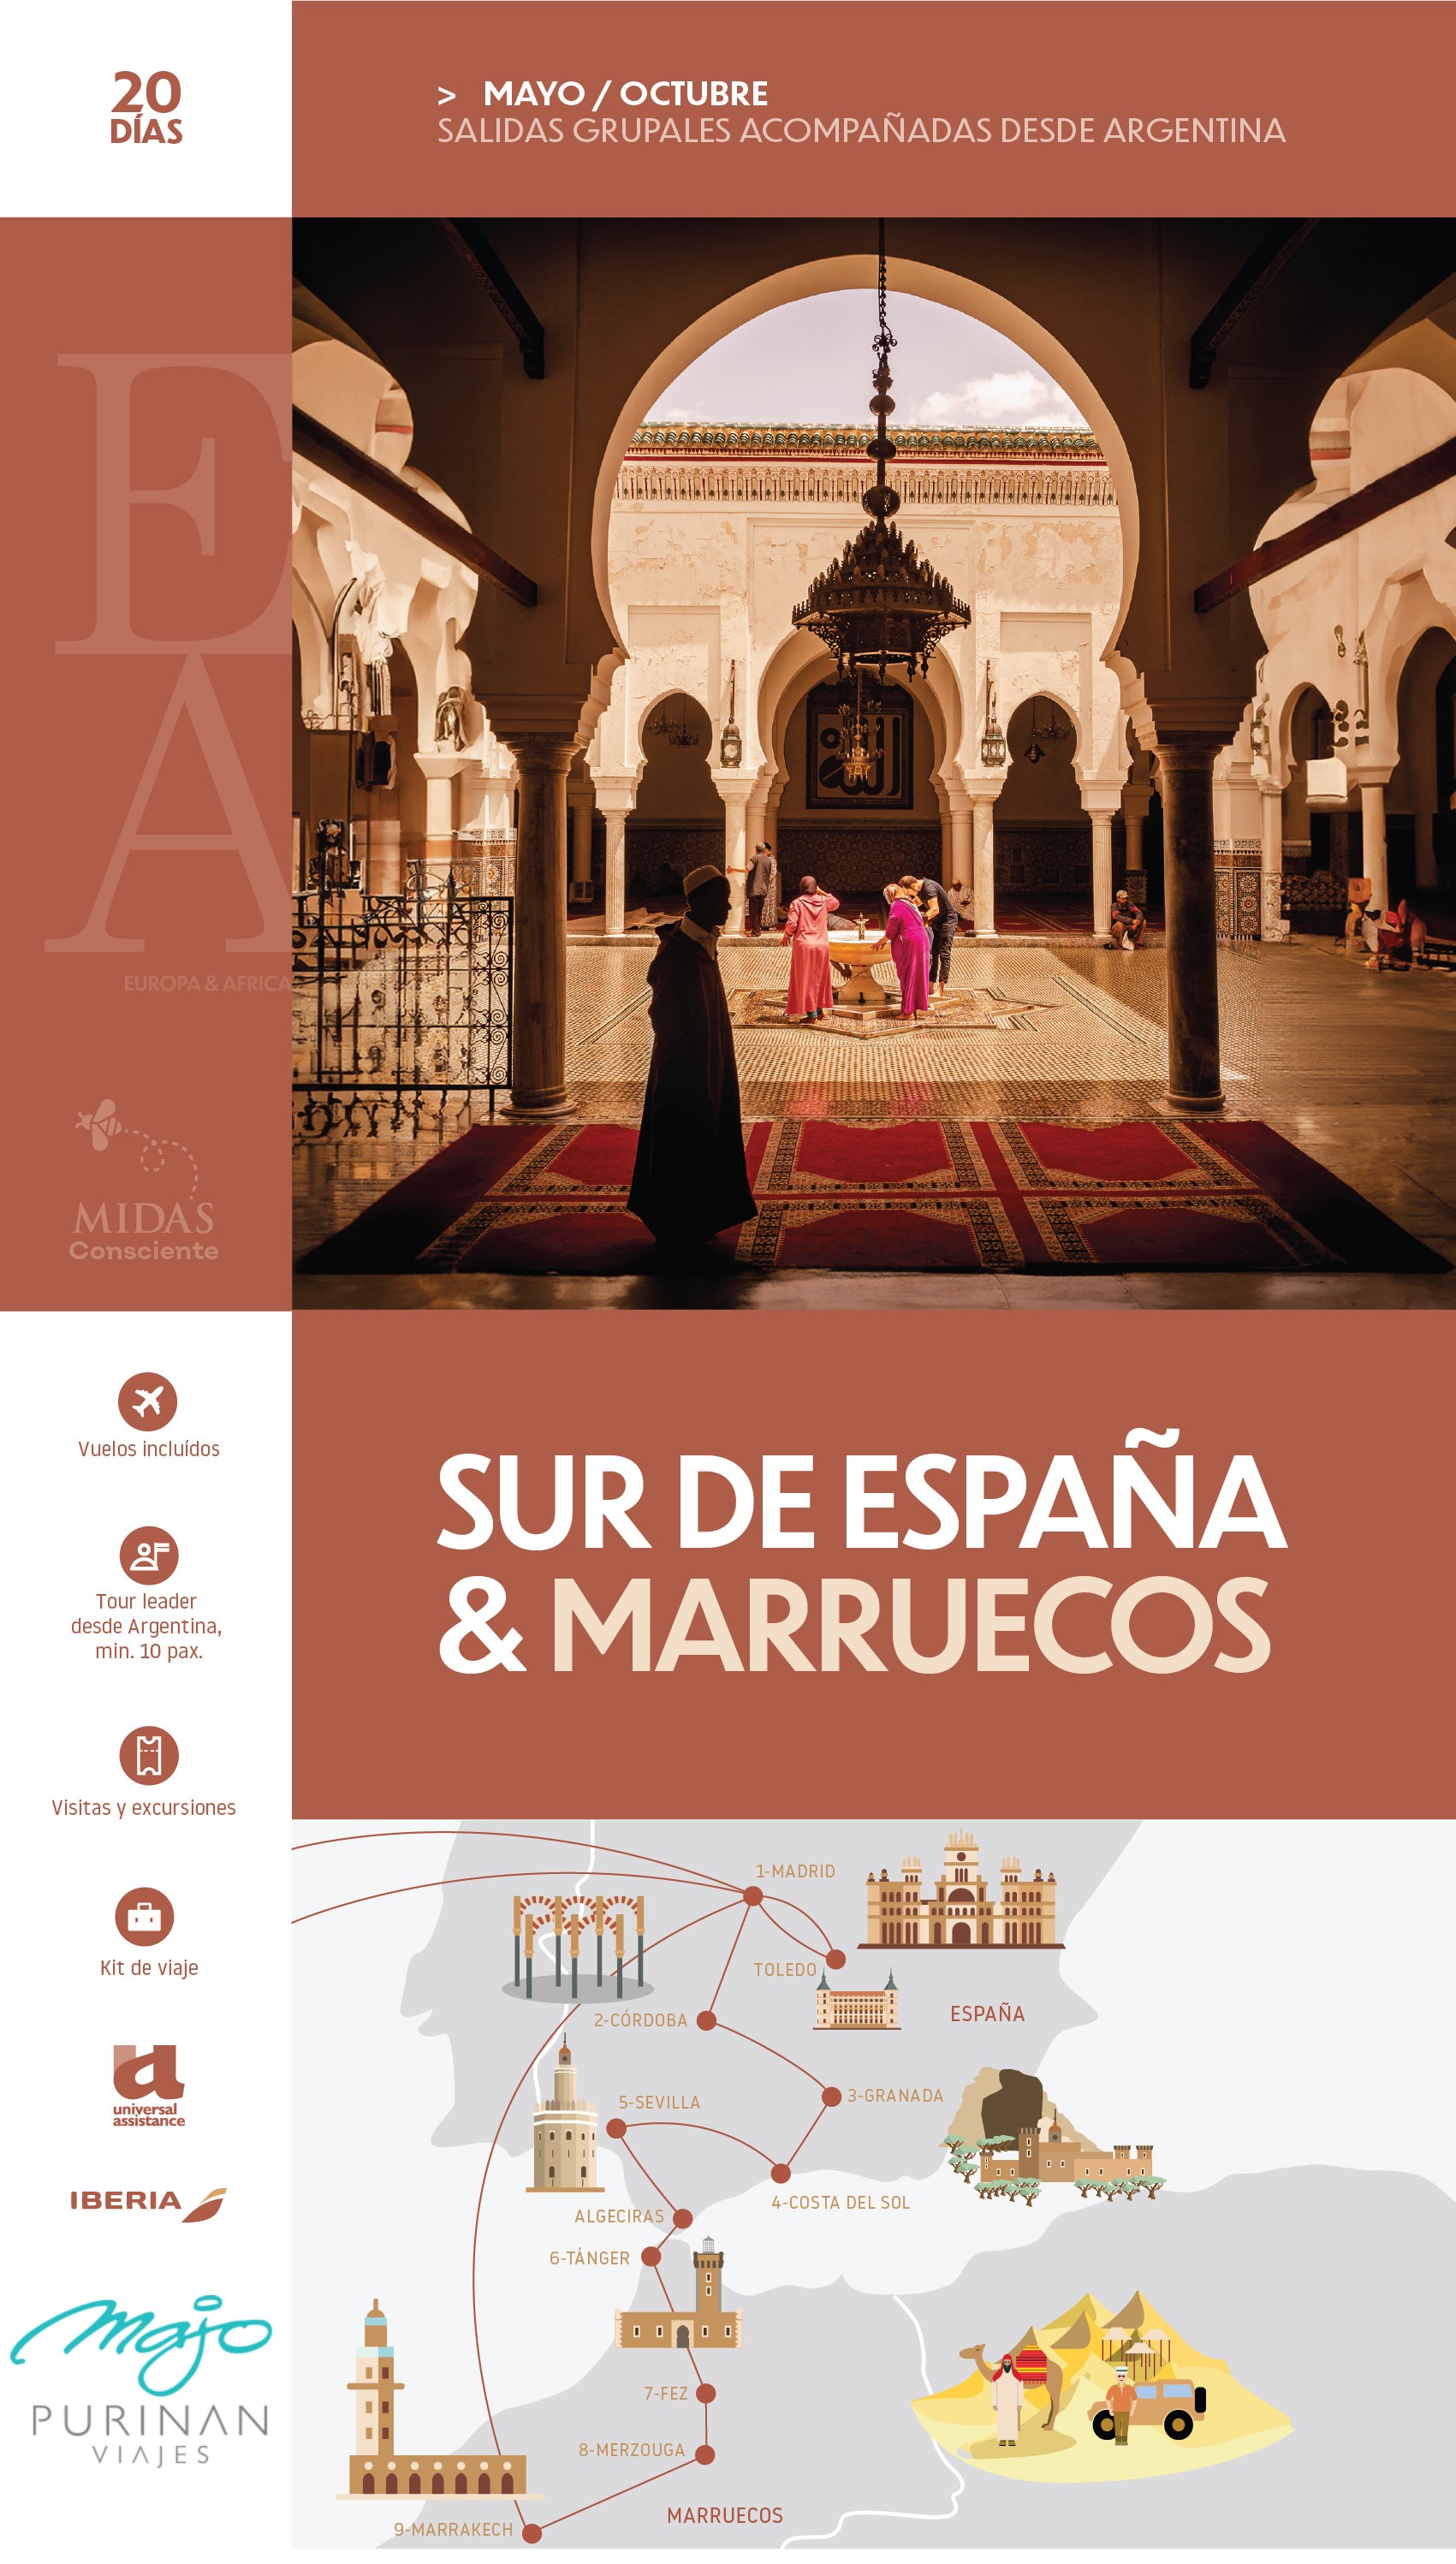 20
DÍAS
> MAYO / OCTUBRE
SALIDAS GRUPALES ACOMPAÑADAS DESDE ARGENTINA
E
A
EUROPA & AFRICA
MIDAS
Consciente
الله
Vuelos incluídos
Tour leader
desde Argentina,
min. 10 pax.
Visitas y excursiones
Kit de viaje
universal
assistance
IBERIA
majo
PURINAN
VIAJES
SUR DE ESPAÑA
& MARRUECOS
1-MADRID
TOLEDO
ESPAÑA
2-CÓRDOBA
3-GRANADA
5-SEVILLA
4-COSTA DEL SOL
ALGECIRAS
6-TÁNGER
7-FEZ
8-MERZOUGA
MARRUECOS
9-MARRAKECH